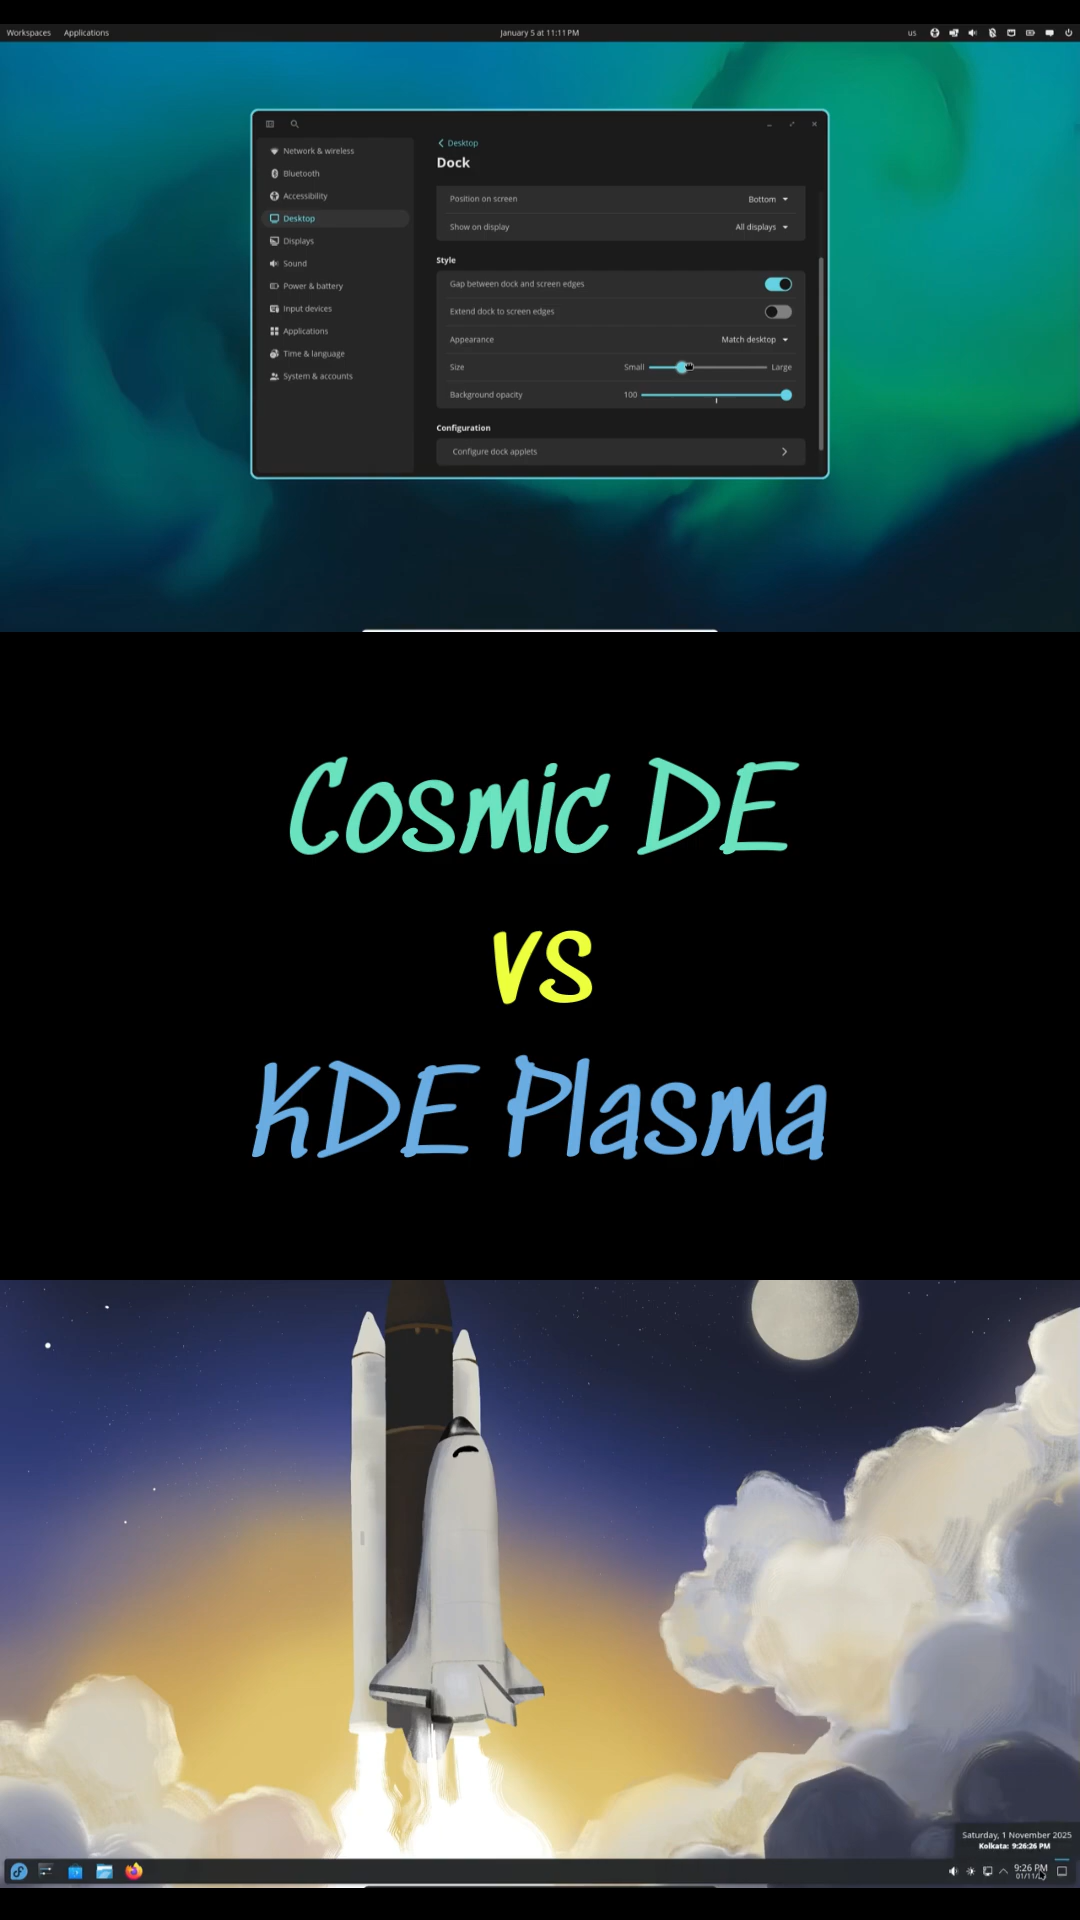 Workspaces Applications January 5 at 11:11 PM us
Network & wireless
Bluetooth
Accessibility
Desktop
Displays
Sound
Power & battery
Input devices
Applications
Time & language
System & accounts
Desktop
Dock
Position on screen Bottom
Show on display All displays
Style
Gap between dock and screen edges
Extend dock to screen edges
Appearance Match desktop
Size Small Large
Background opacity 100
Configuration
Configure dock applets
Cosmic DE
vs
KDE Plasma
Saturday, 1 November 2025
Kolkata: 9:26:26 PM
9:26 PM